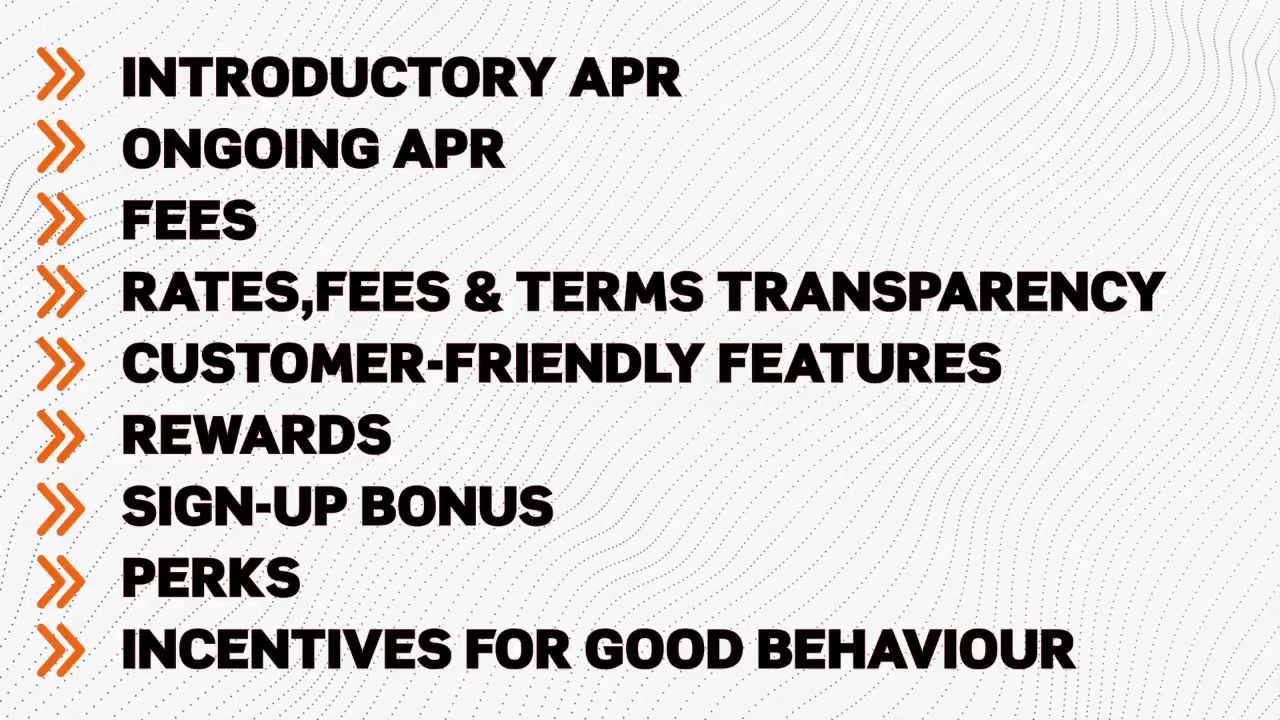 INTRODUCTORY APR
ONGOING APR
FEES
RATES,FEES & TERMS TRANSPARENCY
CUSTOMER-FRIENDLY FEATURES
REWARDS
SIGN-UP BONUS
PERKS
INCENTIVES FOR GOOD BEHAVIOUR